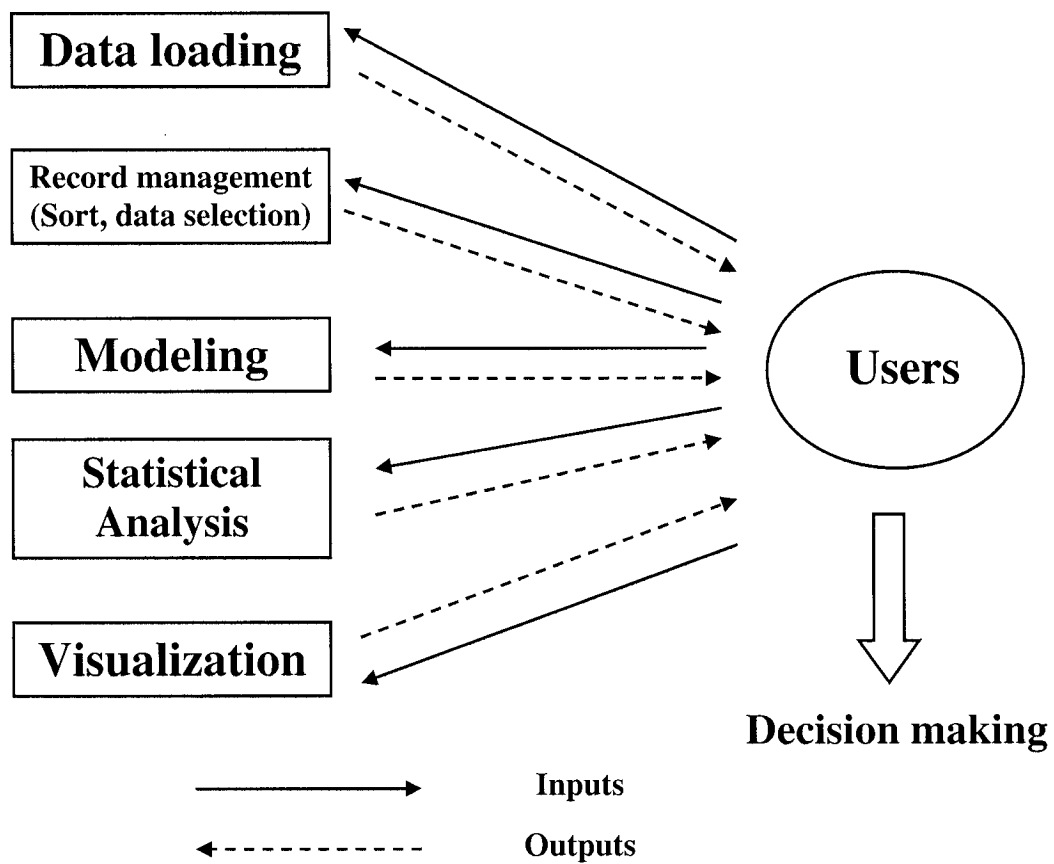 Data loading
Record management
(Sort, data selection)
Modeling
Users
Statistical
Analysis
Visualization
Decision making
Inputs
Outputs